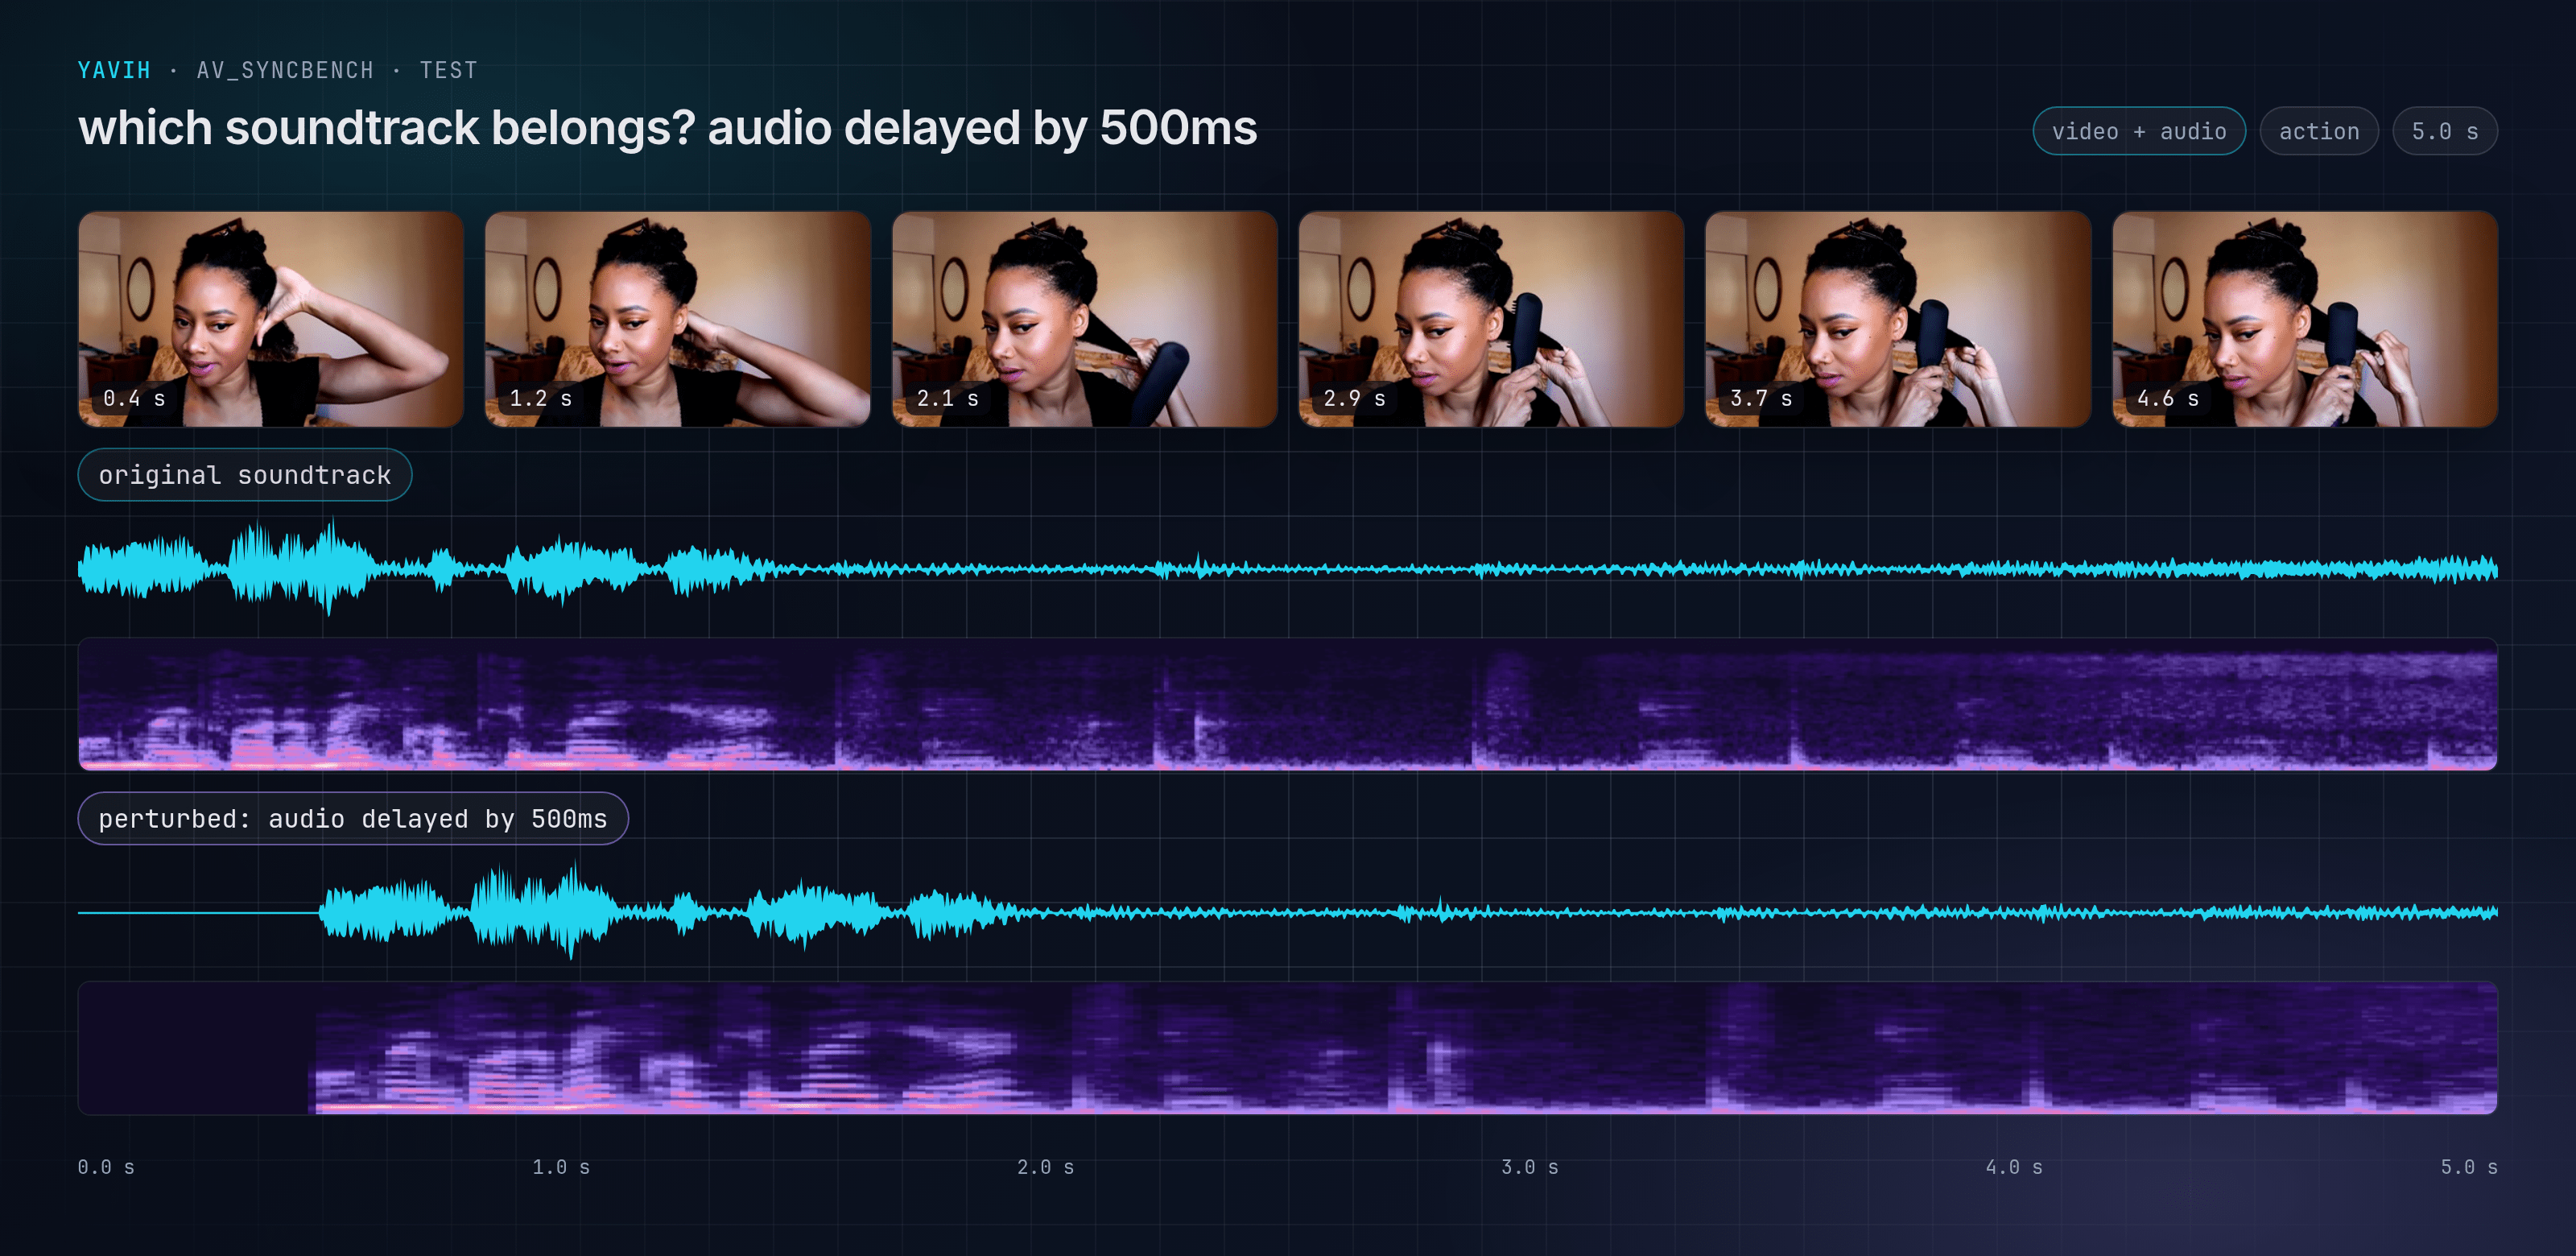 YAVIH · AV_SYNCBENCH · TEST
which soundtrack belongs? audio delayed by 500ms
video + audio
action
5.0 s
0.4 s
1.2 s
2.1 s
2.9 s
3.7 s
4.6 s
original soundtrack
perturbed: audio delayed by 500ms
0.0 s
1.0 s
2.0 s
3.0 s
4.0 s
5.0 s